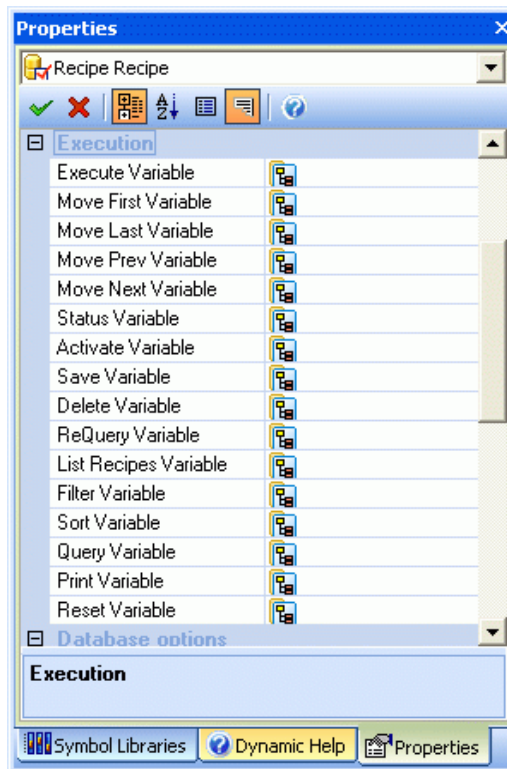 Properties
Recipe Recipe
Execution
Execute Variable
Move First Variable
Move Last Variable
Move Prev Variable
Move Next Variable
Status Variable
Activate Variable
Save Variable
Delete Variable
ReQuery Variable
List Recipes Variable
Filter Variable
Sort Variable
Query Variable
Print Variable
Reset Variable
Database options
Execution
Symbol Libraries Dynamic Help Properties